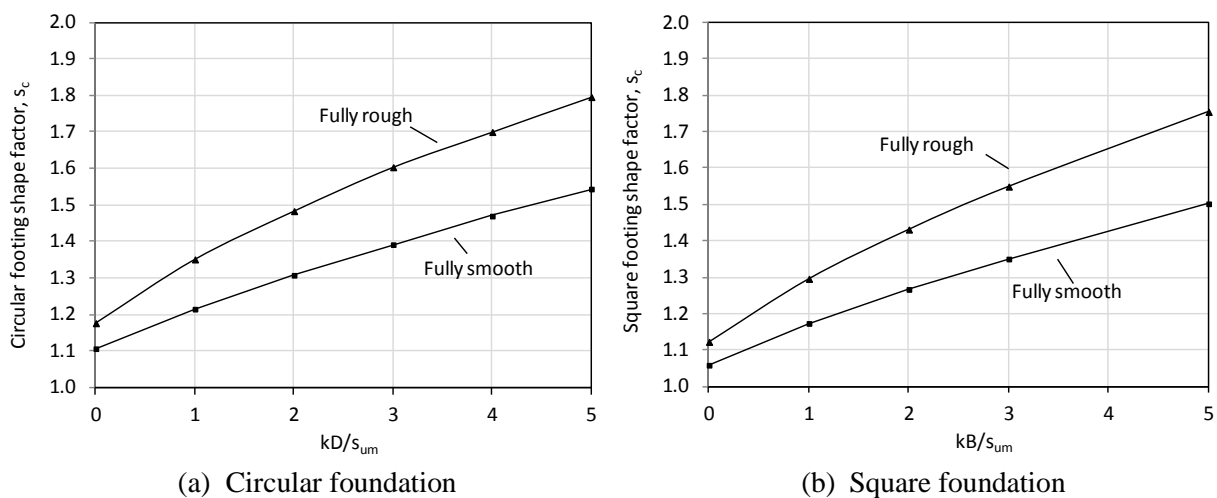 Circular footing shape factor, s_c
2.0
1.9
1.8
1.7
1.6
1.5
1.4
1.3
1.2
1.1
1.0
Fully rough
Fully smooth
0 1 2 3 4 5
kD/s_um
(a) Circular foundation
Square footing shape factor, s_c
2.0
1.9
1.8
1.7
1.6
1.5
1.4
1.3
1.2
1.1
1.0
Fully rough
Fully smooth
0 1 2 3 4 5
kB/s_um
(b) Square foundation